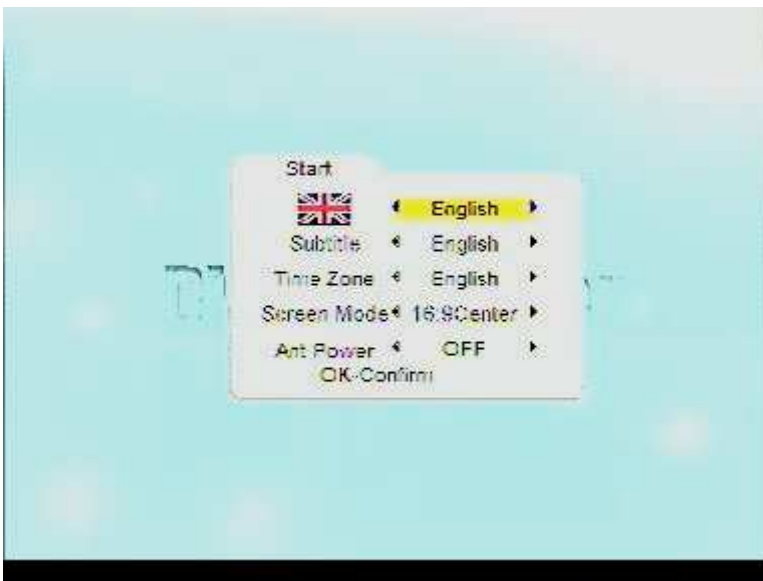 Start
English
Subtitle English
Time Zone English
Screen Mode 16:9Center
Ant Power OFF
OK-Confirm